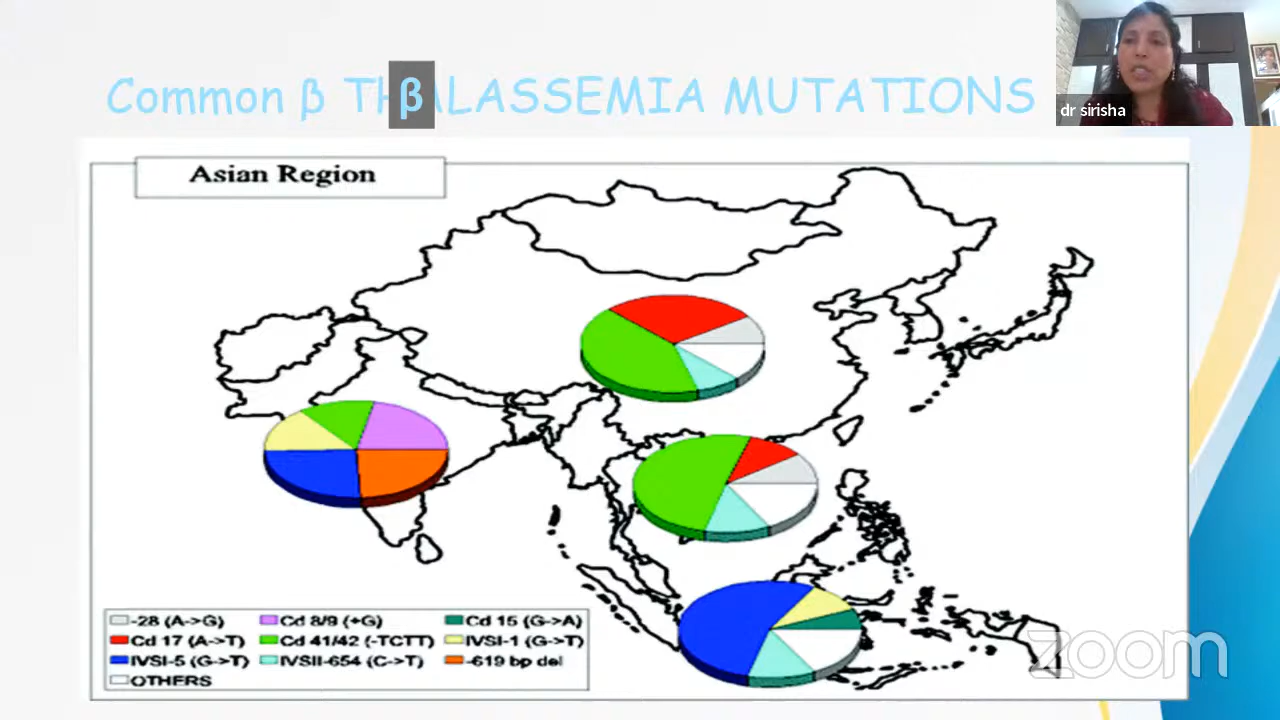 Common β THALASSEMIA MUTATIONS
β
dr sirisha
Asian Region
-28 (A->G)
Cd 8/9 (+G)
Cd 15 (G->A)
Cd 17 (A->T)
Cd 41/42 (-TCTT)
IVSI-1 (G->T)
IVSI-5 (G->T)
IVSII-654 (C->T)
-619 bp del
OTHERS
zoom